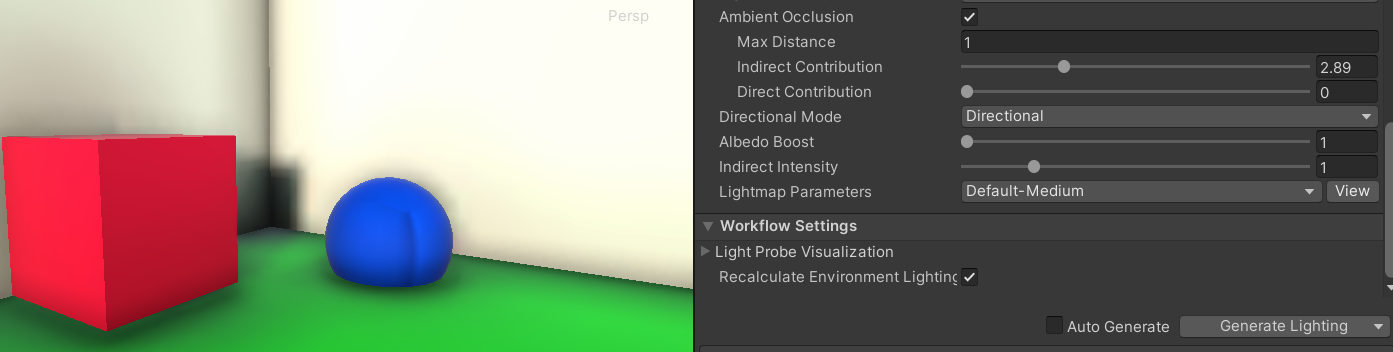 Persp
Ambient Occlusion
Max Distance 1
Indirect Contribution 2.89
Direct Contribution 0
Directional Mode Directional
Albedo Boost 1
Indirect Intensity 1
Lightmap Parameters Default-Medium View
Workflow Settings
Light Probe Visualization
Recalculate Environment Lighting
Auto Generate Generate Lighting